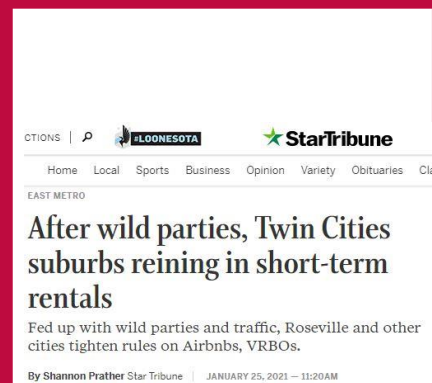 CTIONS | #LOONESOTA StarTribune
Home Local Sports Business Opinion Variety Obituaries Cla
EAST METRO
After wild parties, Twin Cities
suburbs reining in short-term
rentals
Fed up with wild parties and traffic, Roseville and other
cities tighten rules on Airbnbs, VRBOs.
By Shannon Prather Star Tribune | JANUARY 25, 2021 — 11:20AM